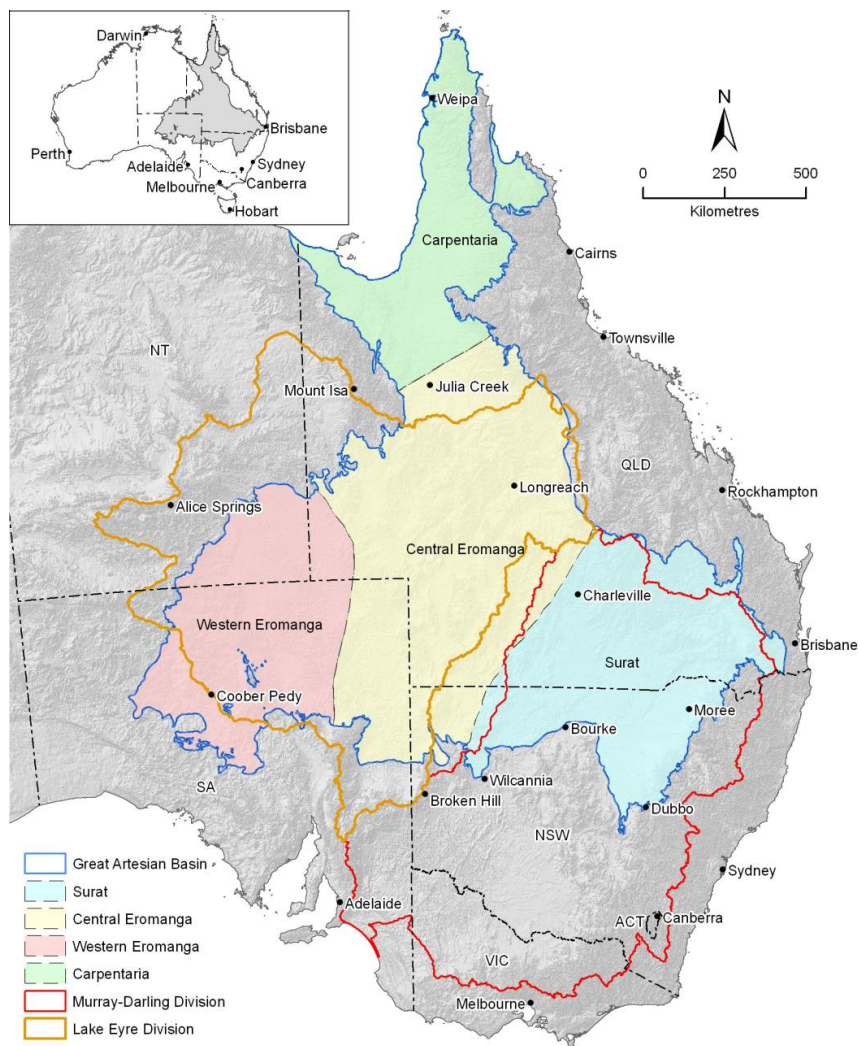 Darwin
Brisbane
Perth
Adelaide
Sydney
Melbourne
Canberra
Hobart
N
0 250 500
Kilometres
Weipa
Carpentaria
Cairns
Townsville
NT
Mount Isa
Julia Creek
QLD
Longreach
Rockhampton
Alice Springs
Central Eromanga
Charleville
Western Eromanga
Brisbane
Surat
Coober Pedy
Moree
Bourke
Wilcannia
SA
Broken Hill
Dubbo
NSW
Sydney
Adelaide
ACT
Canberra
VIC
Melbourne
Great Artesian Basin
Surat
Central Eromanga
Western Eromanga
Carpentaria
Murray-Darling Division
Lake Eyre Division